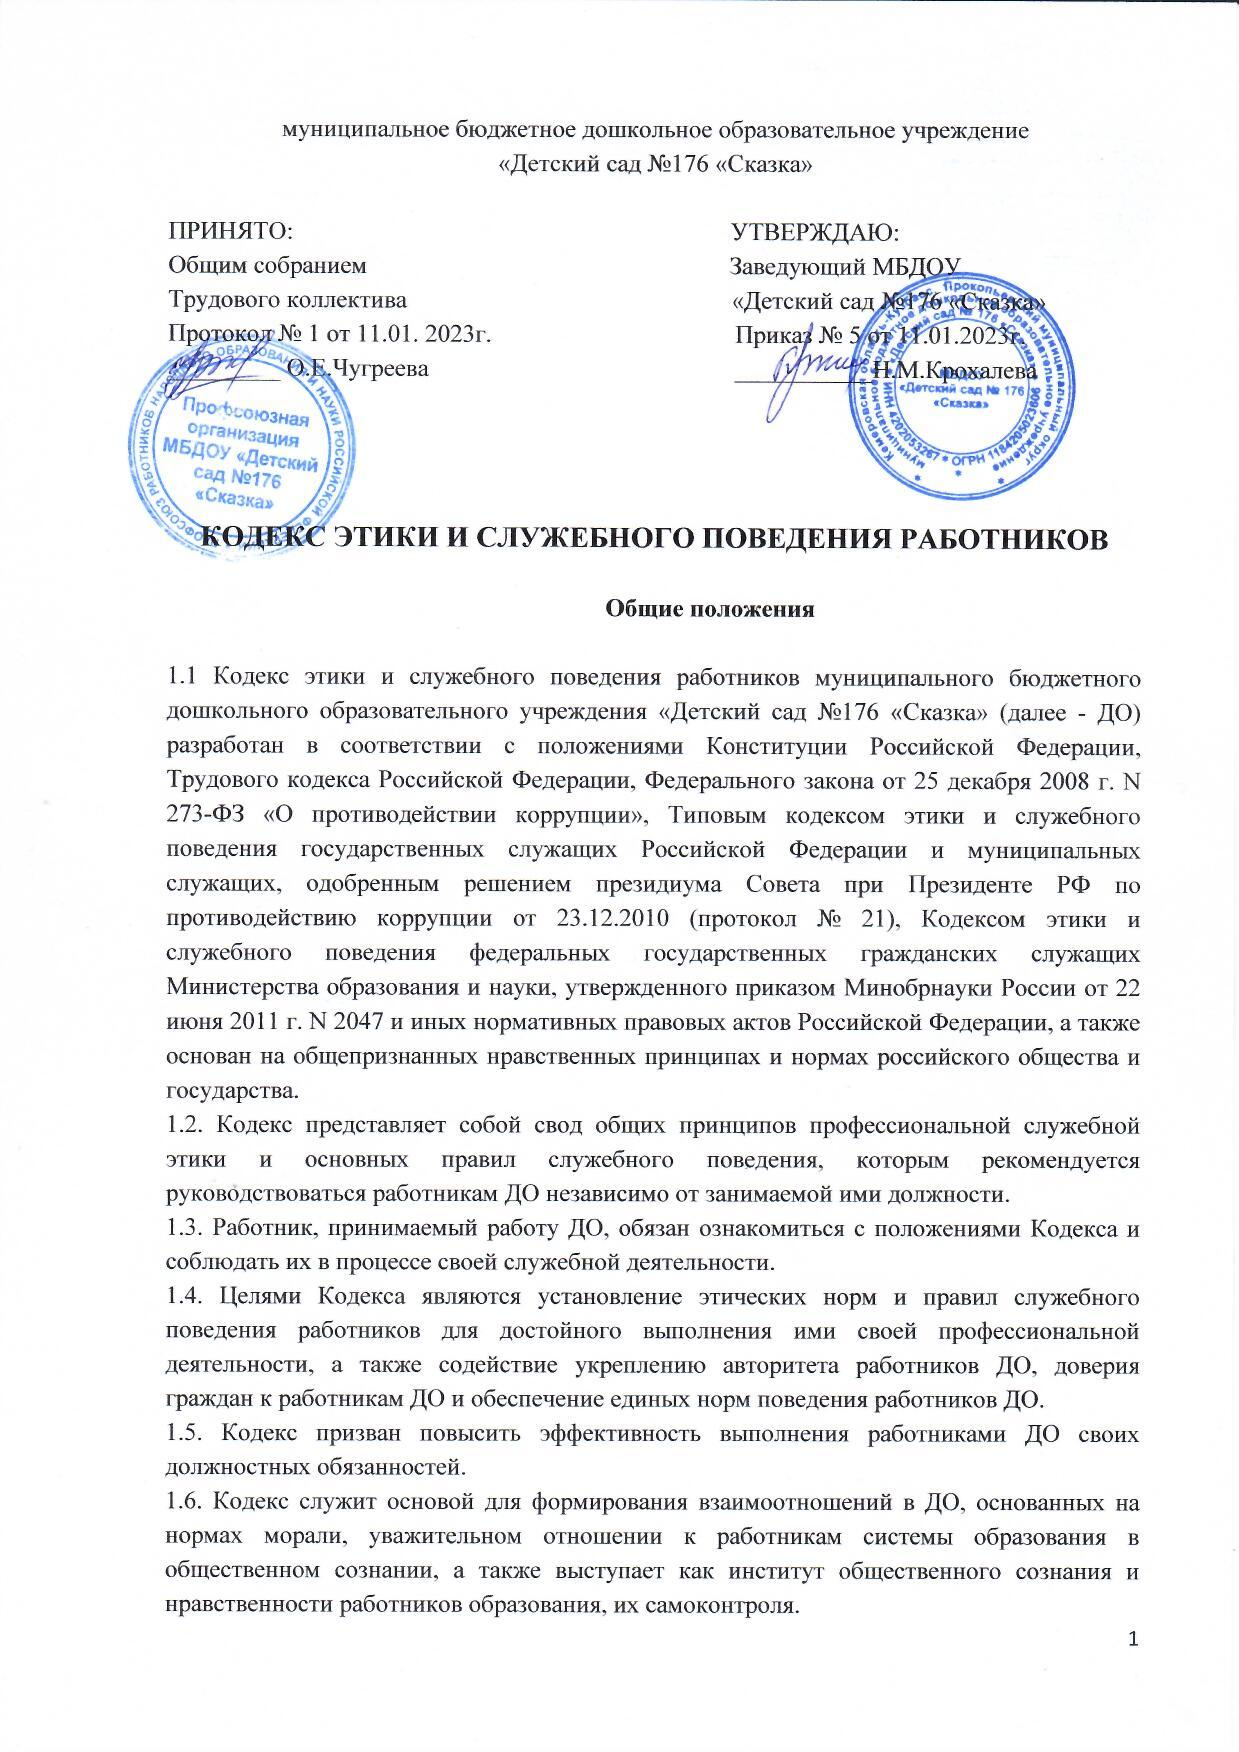 муниципальное бюджетное дошкольное образовательное учреждение
«Детский сад №176 «Сказка»
ПРИНЯТО:
Общим собранием
Трудового коллектива
Протокол № 1 от 11.01. 2023г.
О.Е.Чугреева
УТВЕРЖДАЮ:
Заведующий МБДОУ
«Детский сад №176 «Сказка»
Приказ № 5 от 11.01.2023г.
Н.М.Крохалева
Профсоюзная
организация
МБДОУ «Детский
сад №176
«Сказка»
«Детский сад № 176
«Сказка»
ИНН 4202053267 * ОГРН 1184205023606
КОДЕКС ЭТИКИ И СЛУЖЕБНОГО ПОВЕДЕНИЯ РАБОТНИКОВ
Общие положения
1.1 Кодекс этики и служебного поведения работников муниципального бюджетного
дошкольного образовательного учреждения «Детский сад №176 «Сказка» (далее - ДО)
разработан в соответствии с положениями Конституции Российской Федерации,
Трудового кодекса Российской Федерации, Федерального закона от 25 декабря 2008 г. N
273-ФЗ «О противодействии коррупции», Типовым кодексом этики и служебного
поведения государственных служащих Российской Федерации и муниципальных
служащих, одобренным решением президиума Совета при Президенте РФ по
противодействию коррупции от 23.12.2010 (протокол № 21), Кодексом этики и
служебного поведения федеральных государственных гражданских служащих
Министерства образования и науки, утвержденного приказом Минобрнауки России от 22
июня 2011 г. N 2047 и иных нормативных правовых актов Российской Федерации, а также
основан на общепризнанных нравственных принципах и нормах российского общества и
государства.
1.2. Кодекс представляет собой свод общих принципов профессиональной служебной
этики и основных правил служебного поведения, которым рекомендуется
руководствоваться работникам ДО независимо от занимаемой ими должности.
1.3. Работник, принимаемый работу ДО, обязан ознакомиться с положениями Кодекса и
соблюдать их в процессе своей служебной деятельности.
1.4. Целями Кодекса являются установление этических норм и правил служебного
поведения работников для достойного выполнения ими своей профессиональной
деятельности, а также содействие укреплению авторитета работников ДО, доверия
граждан к работникам ДО и обеспечение единых норм поведения работников ДО.
1.5. Кодекс призван повысить эффективность выполнения работниками ДО своих
должностных обязанностей.
1.6. Кодекс служит основой для формирования взаимоотношений в ДО, основанных на
нормах морали, уважительном отношении к работникам системы образования в
общественном сознании, а также выступает как институт общественного сознания и
нравственности работников образования, их самоконтроля.
1